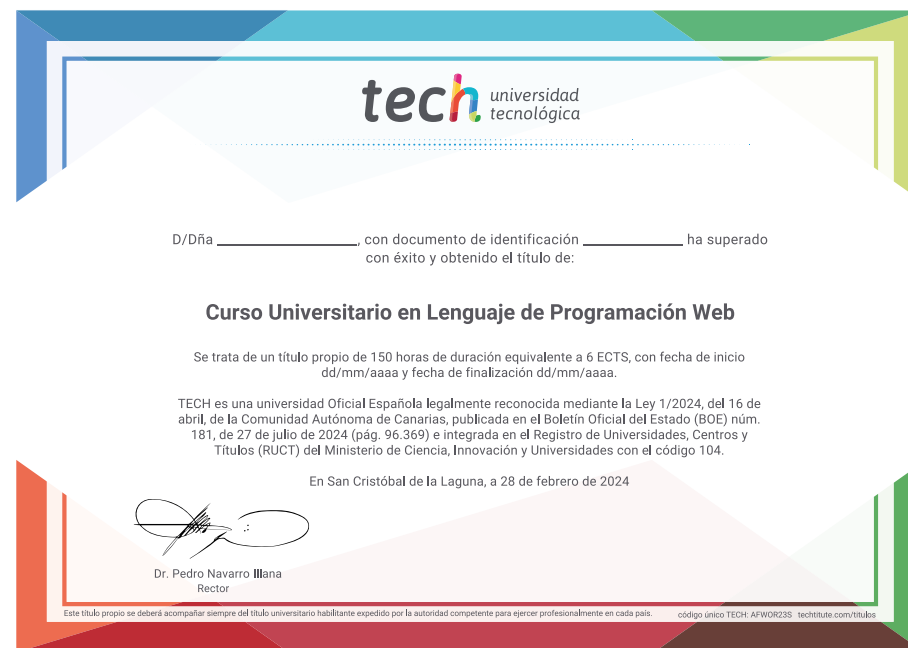 tech universidad
tecnológica
D/Dña ____________, con documento de identificación ____________ ha superado
con éxito y obtenido el título de:
Curso Universitario en Lenguaje de Programación Web
Se trata de un título propio de 150 horas de duración equivalente a 6 ECTS, con fecha de inicio
dd/mm/aaaa y fecha de finalización dd/mm/aaaa.
TECH es una universidad Oficial Española legalmente reconocida mediante la Ley 1/2024, del 16 de
abril, de la Comunidad Autónoma de Canarias, publicada en el Boletín Oficial del Estado (BOE) núm.
181, de 27 de julio de 2024 (pág. 96.369) e integrada en el Registro de Universidades, Centros y
Títulos (RUCT) del Ministerio de Ciencia, Innovación y Universidades con el código 104.
En San Cristóbal de la Laguna, a 28 de febrero de 2024
Dr. Pedro Navarro Illana
Rector
Este título propio se deberá acompañar siempre del título universitario habilitante expedido por la autoridad competente para ejercer profesionalmente en cada país. código único TECH: AFWOR23S techtitute.com/titulos